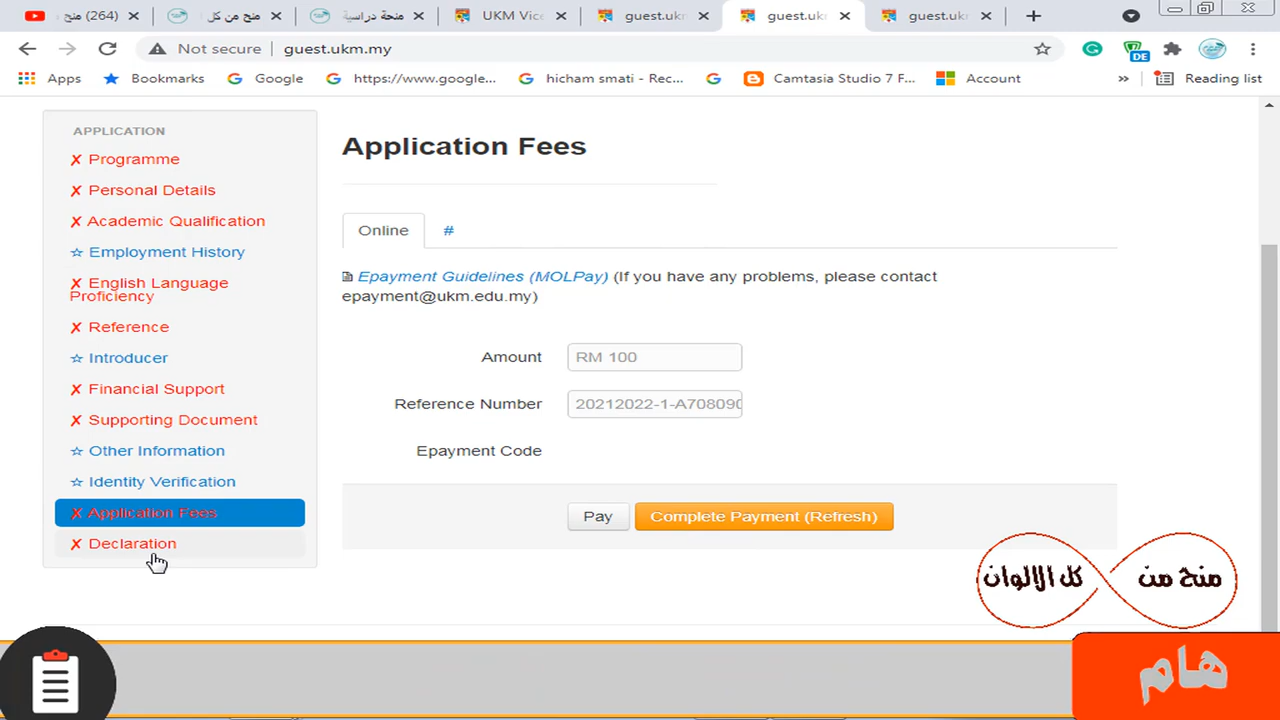 (264) منح
منح من كل
منحة دراسية
UKM Vice
guest.ukm
guest.ukm
guest.ukm
Not secure guest.ukm.my
Apps Bookmarks Google https://www.google... hicham smati - Rec... Camtasia Studio 7 F... Account » Reading list
DE
APPLICATION
✗ Programme
✗ Personal Details
✗ Academic Qualification
☆ Employment History
✗ English Language
Proficiency
✗ Reference
☆ Introducer
✗ Financial Support
✗ Supporting Document
☆ Other Information
☆ Identity Verification
✗ Application Fees
✗ Declaration
Application Fees
Online #
Epayment Guidelines (MOLPay) (If you have any problems, please contact
epayment@ukm.edu.my)
Amount RM 100
Reference Number 20212022-1-A708090
Epayment Code
Pay Complete Payment (Refresh)
منح من كل الالوان
هام